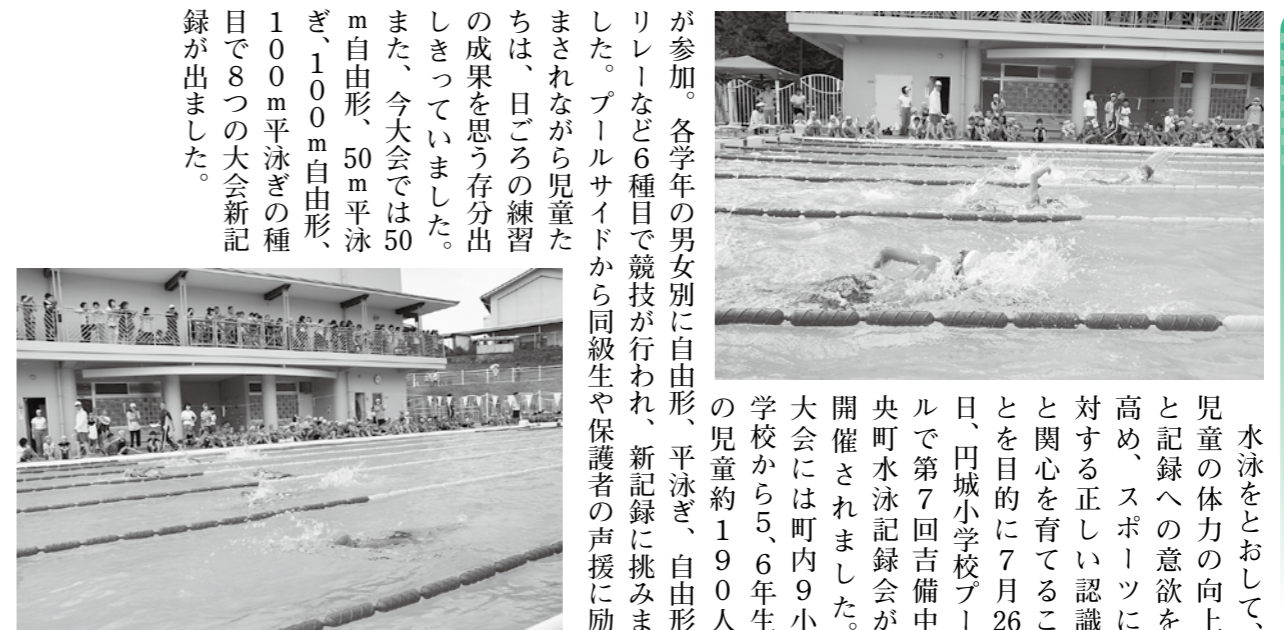 水泳をとおして、
児童の体力の向上
と記録への意欲を
高め、スポーツに
対する正しい認識
と関心を育てるこ
とを目的に7月26
日、円城小学校プー
ルで第7回吉備中
央町水泳記録会が
開催されました。
大会には町内9小
学校から5、6年生
の児童約190人
が参加。各学年の男女別に自由形、平泳ぎ、自由形
リレーなど6種目で競技が行われ、新記録に挑みま
した。プールサイドから同級生や保護者の声援に励
まされながら児童た
ちは、日ごろの練習
の成果を思う存分出
しきっていました。
また、今大会では50
m自由形、50m平泳
ぎ、100m自由形、
100m平泳ぎの種
目で8つの大会新記
録が出ました。